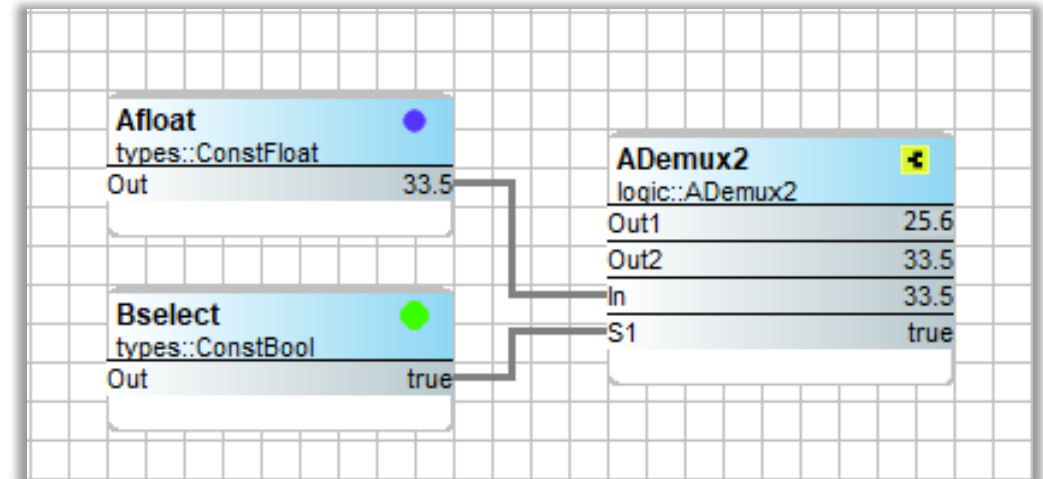 Afloat
types::ConstFloat
Out 33.5
Bselect
types::ConstBool
Out true
ADemux2
logic::ADemux2
Out1 25.6
Out2 33.5
In 33.5
S1 true